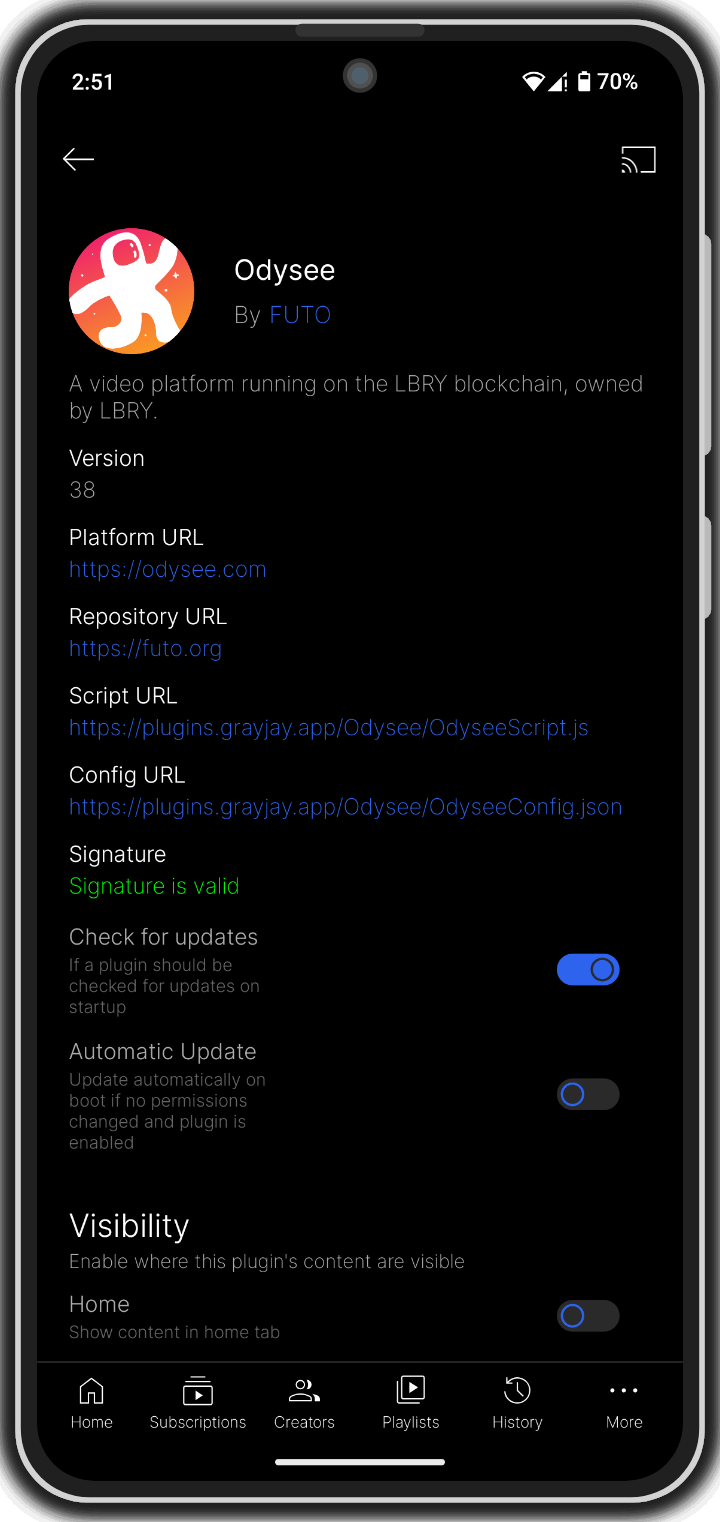 2:51
70%
Odysee
By FUTO
A video platform running on the LBRY blockchain, owned
by LBRY.
Version
38
Platform URL
https://odysee.com
Repository URL
https://futo.org
Script URL
https://plugins.grayjay.app/Odysee/OdyseeScript.js
Config URL
https://plugins.grayjay.app/Odysee/OdyseeConfig.json
Signature
Signature is valid
Check for updates
If a plugin should be
checked for updates on
startup
Automatic Update
Update automatically on
boot if no permissions
changed and plugin is
enabled
Visibility
Enable where this plugin's content are visible
Home
Show content in home tab
Home
Subscriptions
Creators
Playlists
History
More